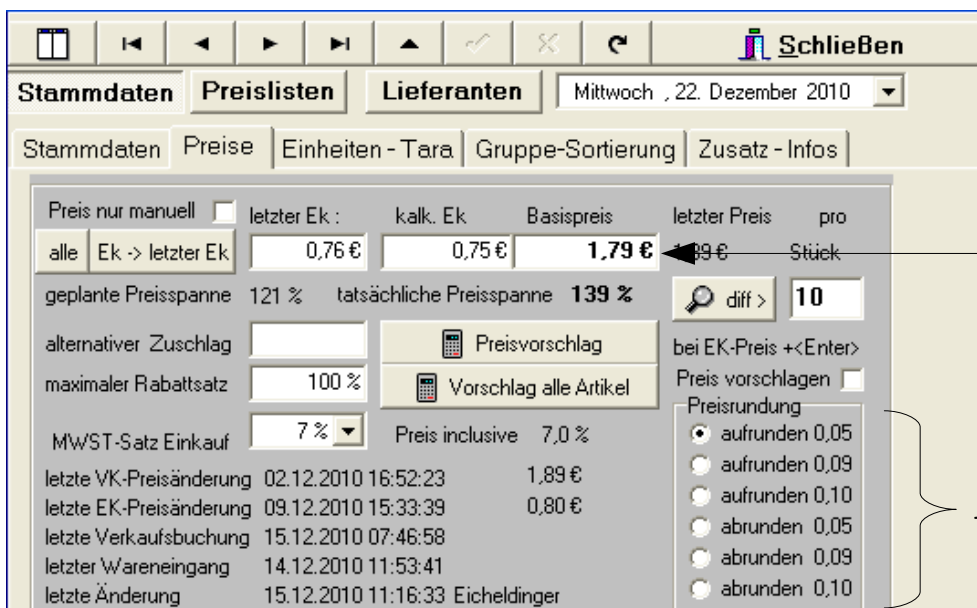 Schließen
Stammdaten Preislisten Lieferanten Mittwoch , 22. Dezember 2010
Stammdaten Preise Einheiten - Tara Gruppe-Sortierung Zusatz - Infos
Preis nur manuell letzter Ek : kalk. Ek Basispreis letzter Preis pro
alle Ek -> letzter Ek 0,76 € 0,75 € 1,79 € 1,89 € Stück
geplante Preisspanne 121 % tatsächliche Preisspanne 139 % diff > 10
alternativer Zuschlag Preisvorschlag bei EK-Preis +<Enter>
maximaler Rabattsatz 100 % Vorschlag alle Artikel Preis vorschlagen
Preisrundung
MWST-Satz Einkauf 7 % Preis inclusive 7,0 % aufrunden 0,05
letzte VK-Preisänderung 02.12.2010 16:52:23 1,89 € aufrunden 0,09
letzte EK-Preisänderung 09.12.2010 15:33:39 0,80 € aufrunden 0,10
letzte Verkaufsbuchung 15.12.2010 07:46:58 abrunden 0,05
letzter Wareneingang 14.12.2010 11:53:41 abrunden 0,09
letzte Änderung 15.12.2010 11:16:33 Eicheldinger abrunden 0,10